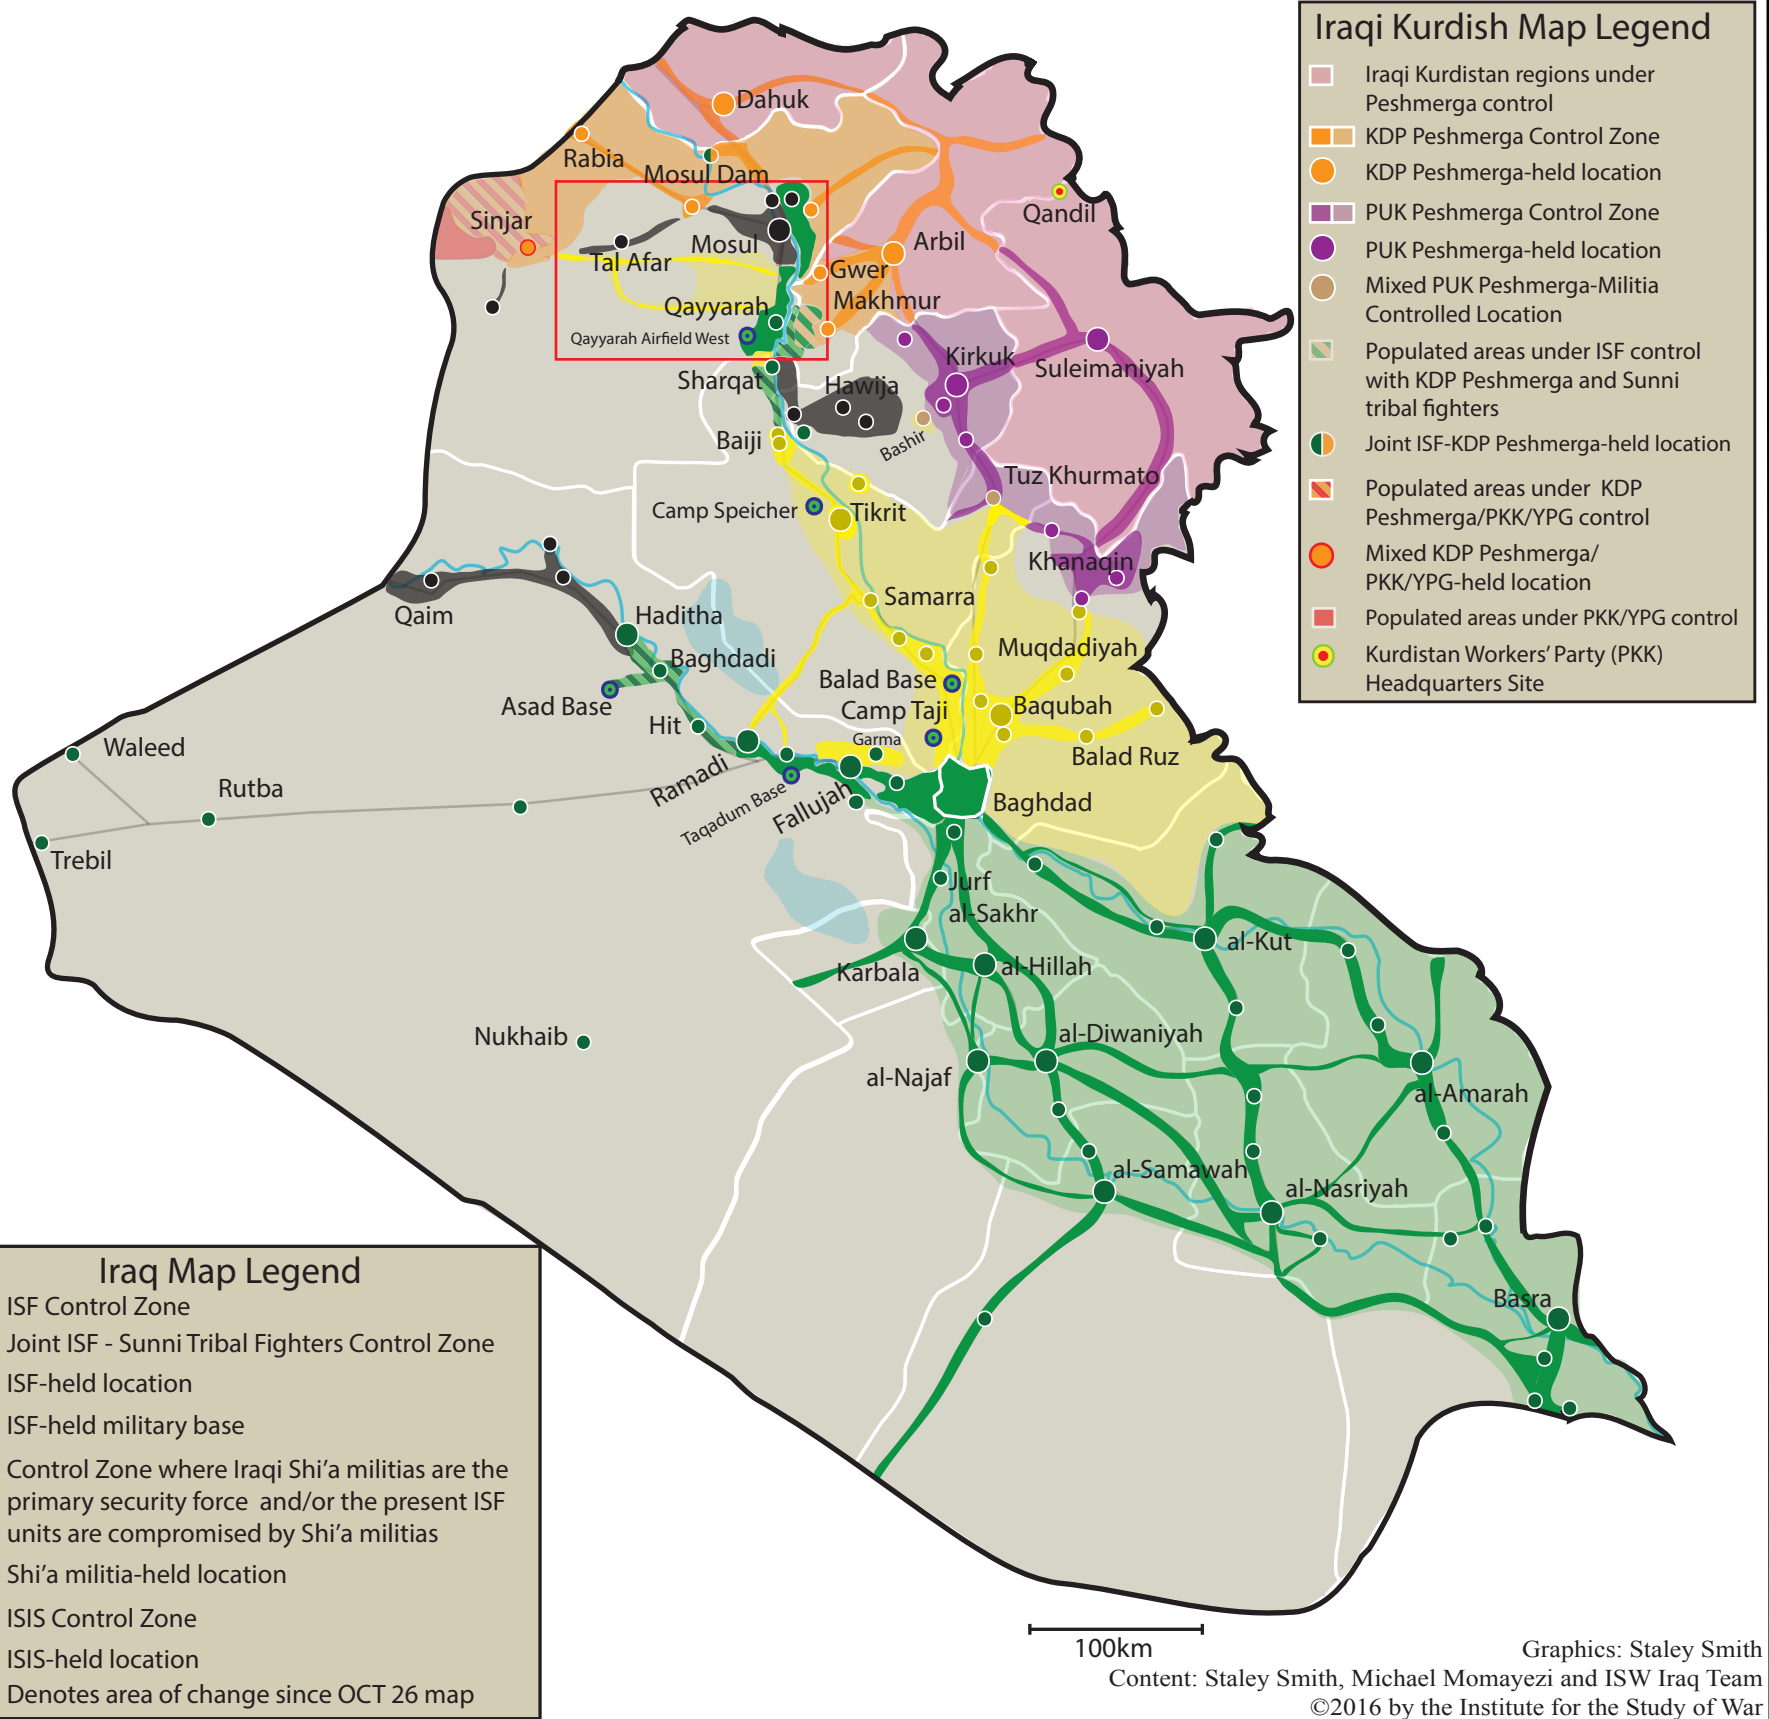 Iraqi Kurdish Map Legend
Iraqi Kurdistan regions under
Peshmerga control
KDP Peshmerga Control Zone
KDP Peshmerga-held location
PUK Peshmerga Control Zone
PUK Peshmerga-held location
Mixed PUK Peshmerga-Militia
Controlled Location
Populated areas under ISF control
with KDP Peshmerga and Sunni
tribal fighters
Joint ISF-KDP Peshmerga-held location
Populated areas under KDP
Peshmerga/PKK/YPG control
Mixed KDP Peshmerga/
PKK/YPG-held location
Populated areas under PKK/YPG control
Kurdistan Workers' Party (PKK)
Headquarters Site
Dahuk
Rabia
Mosul Dam
Sinjar
Qandil
Mosul
Arbil
Tal Afar
Gwer
Makhmur
Qayyarah
Qayyarah Airfield West
Kirkuk
Suleimaniyah
Sharqat
Hawija
Baiji
Bashir
Tuz Khurmato
Camp Speicher
Tikrit
Khanaqin
Qaim
Haditha
Samarra
Baghdadi
Muqdadiyah
Asad Base
Balad Base
Camp Taji
Baqubah
Hit
Garma
Balad Ruz
Waleed
Rutba
Ramadi
Taqadum Base
Fallujah
Baghdad
Trebil
Jurf
al-Sakhr
al-Kut
Karbala
al-Hillah
Nukhaib
al-Diwaniyah
al-Najaf
al-Amarah
al-Samawah
al-Nasriyah
Basra
Iraq Map Legend
ISF Control Zone
Joint ISF - Sunni Tribal Fighters Control Zone
ISF-held location
ISF-held military base
Control Zone where Iraqi Shi'a militias are the
primary security force and/or the present ISF
units are compromised by Shi'a militias
Shi'a militia-held location
ISIS Control Zone
ISIS-held location
Denotes area of change since OCT 26 map
100km
Graphics: Staley Smith
Content: Staley Smith, Michael Momayezi and ISW Iraq Team
©2016 by the Institute for the Study of War